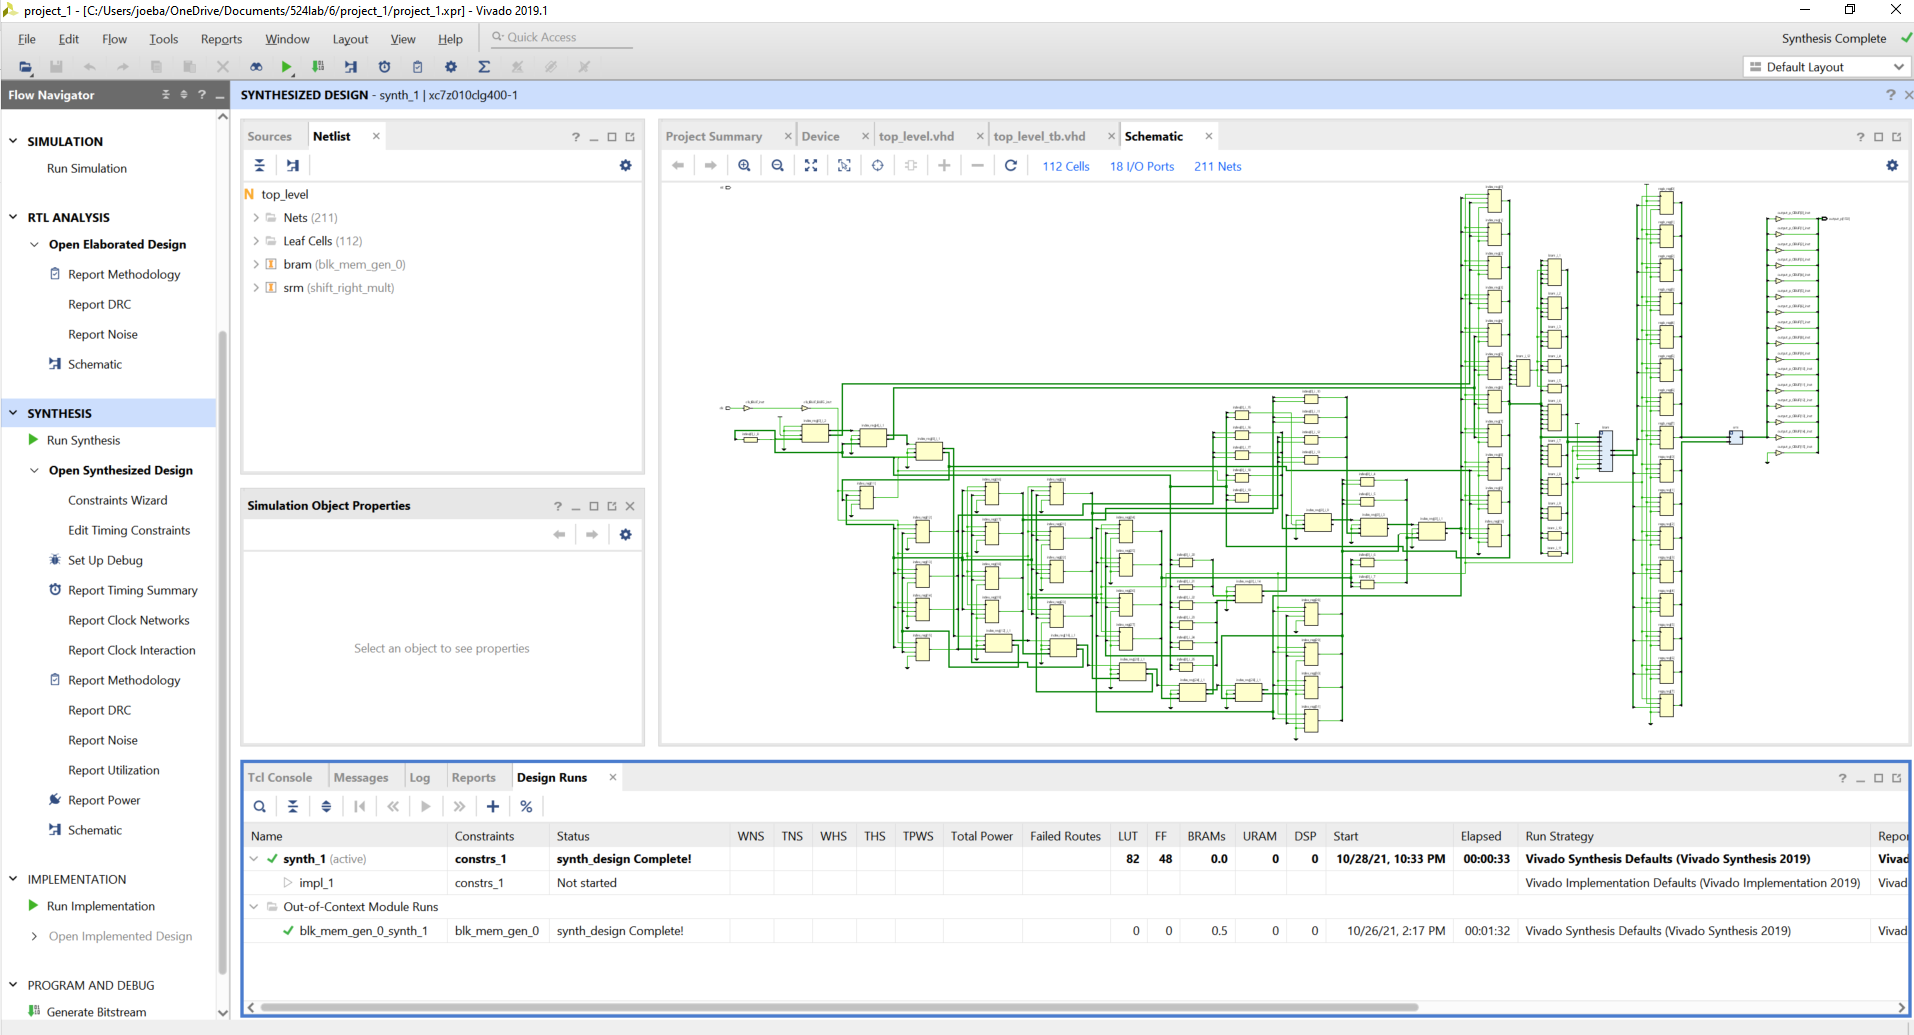 project_1 - [C:/Users/joeba/OneDrive/Documents/524lab/6/project_1/project_1.xpr] - Vivado 2019.1
File Edit Flow Tools Reports Window Layout View Help Quick Access Synthesis Complete
Default Layout
Flow Navigator
SIMULATION
Run Simulation
RTL ANALYSIS
Open Elaborated Design
Report Methodology
Report DRC
Report Noise
Schematic
SYNTHESIS
Run Synthesis
Open Synthesized Design
Constraints Wizard
Edit Timing Constraints
Set Up Debug
Report Timing Summary
Report Clock Networks
Report Clock Interaction
Report Methodology
Report DRC
Report Noise
Report Utilization
Report Power
Schematic
IMPLEMENTATION
Run Implementation
Open Implemented Design
PROGRAM AND DEBUG
Generate Bitstream
SYNTHESIZED DESIGN - synth_1 | xc7z010clg400-1
Sources Netlist
N top_level
Nets (211)
Leaf Cells (112)
bram (blk_mem_gen_0)
srm (shift_right_mult)
Simulation Object Properties
Select an object to see properties
Project Summary Device top_level.vhd top_level_tb.vhd Schematic
112 Cells 18 I/O Ports 211 Nets
Tcl Console Messages Log Reports Design Runs
Name Constraints Status WNS TNS WHS THS TPWS Total Power Failed Routes LUT FF BRAMs URAM DSP Start Elapsed Run Strategy Repor
synth_1 (active) constrs_1 synth_design Complete! 82 48 0.0 0 0 10/28/21, 10:33 PM 00:00:33 Vivado Synthesis Defaults (Vivado Synthesis 2019) Vivad
impl_1 constrs_1 Not started Vivado Implementation Defaults (Vivado Implementation 2019) Vivad
Out-of-Context Module Runs
blk_mem_gen_0_synth_1 blk_mem_gen_0 synth_design Complete! 0 0 0.5 0 0 10/26/21, 2:17 PM 00:01:32 Vivado Synthesis Defaults (Vivado Synthesis 2019) Vivad